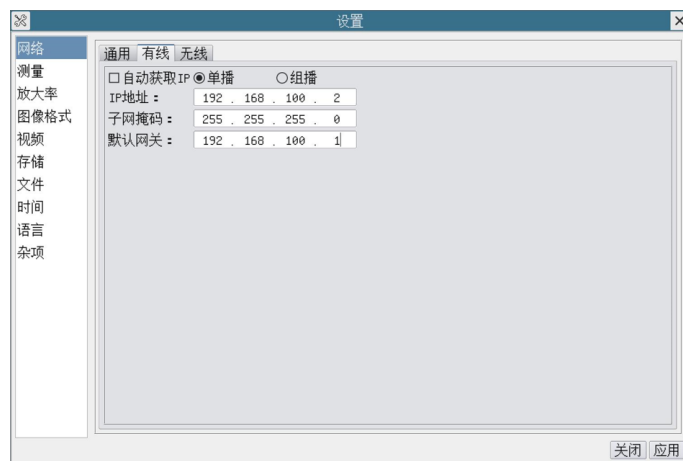 设置
网络
测量
放大率
图像格式
视频
存储
文件
时间
语言
杂项
通用 有线 无线
自动获取IP 单播 组播
IP地址： 192 . 168 . 100 . 2
子网掩码： 255 . 255 . 255 . 0
默认网关： 192 . 168 . 100 . 1
关闭 应用